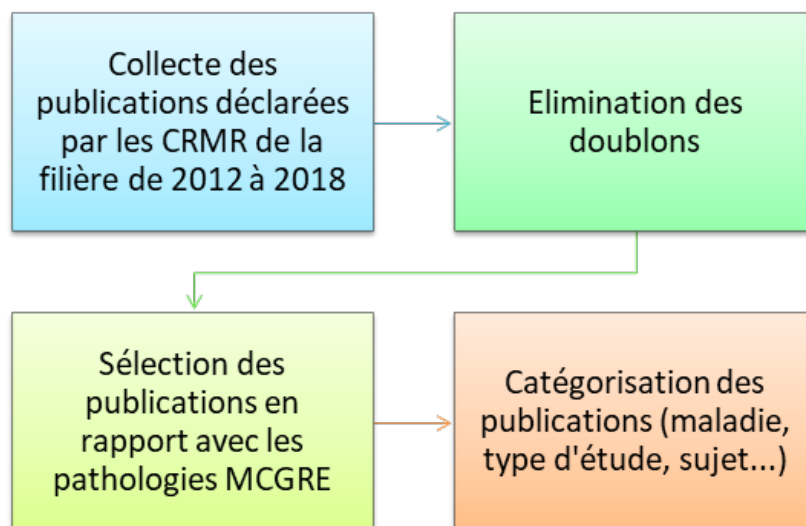 Collecte des
publications déclarées
par les CRMR de la
filière de 2012 à 2018
Elimination des
doublons
Sélection des
publications en
rapport avec les
pathologies MCGRE
Catégorisation des
publications (maladie,
type d'étude, sujet...)